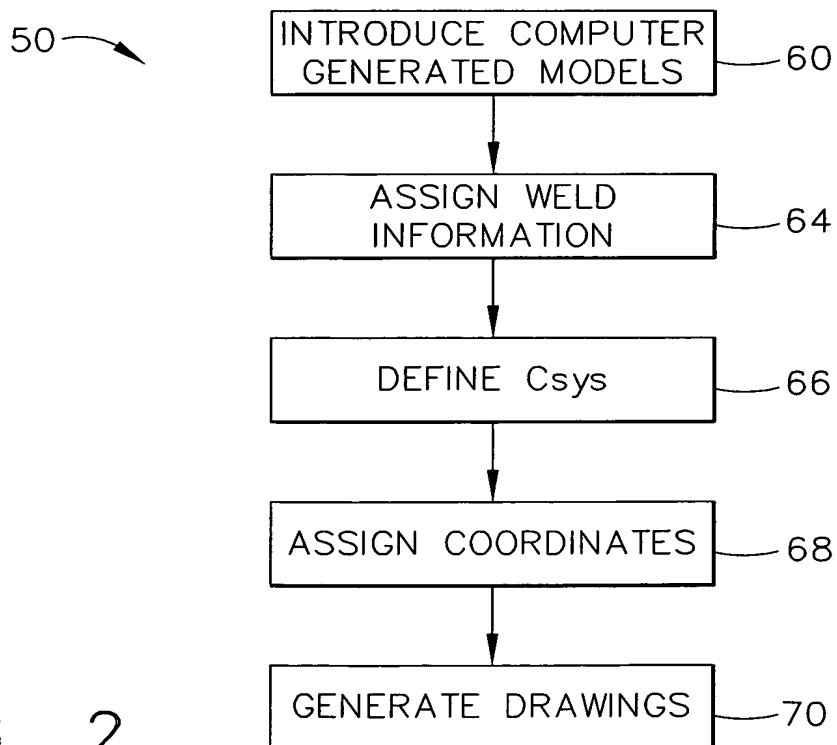 50
INTRODUCE COMPUTER
GENERATED MODELS
60
ASSIGN WELD
INFORMATION
64
DEFINE Csys
66
ASSIGN COORDINATES
68
GENERATE DRAWINGS
70
2